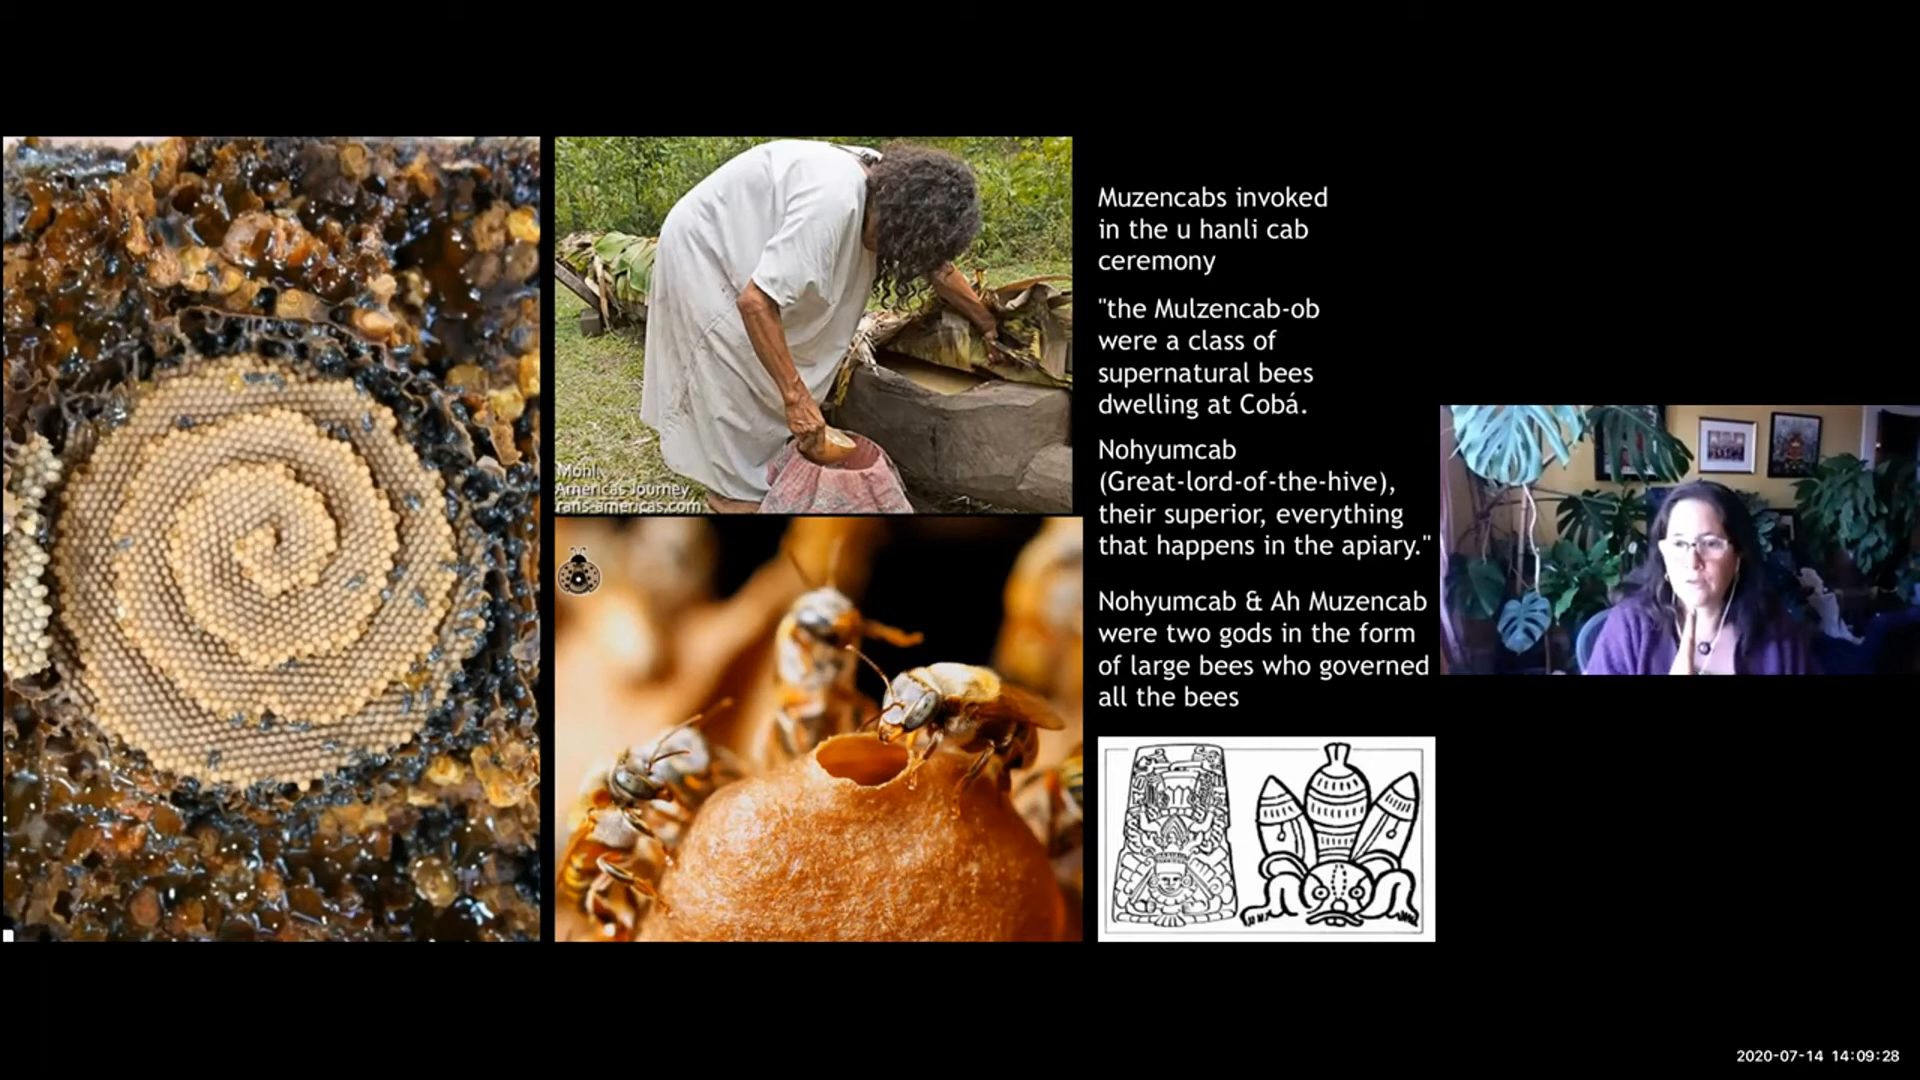 Mohl
Americas Journey
rans-americas.com
Muzencabs invoked
in the u hanli cab
ceremony
"the Mulzencab-ob
were a class of
supernatural bees
dwelling at Cobá.
Nohyumcab
(Great-lord-of-the-hive),
their superior, everything
that happens in the apiary."
Nohyumcab & Ah Muzencab
were two gods in the form
of large bees who governed
all the bees
2020-07-14 14:09:28